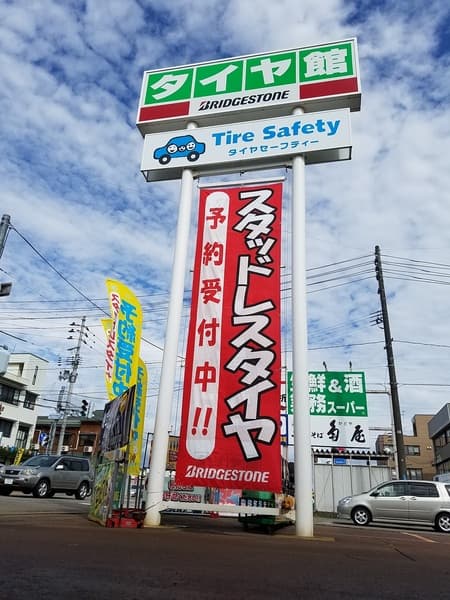 タイヤ館
BRIDGESTONE
Tire Safety
タイヤセーフティー
スタッドレスタイヤ
予約受付中!!
BRIDGESTONE
鮮&酒
務スーパー
そば